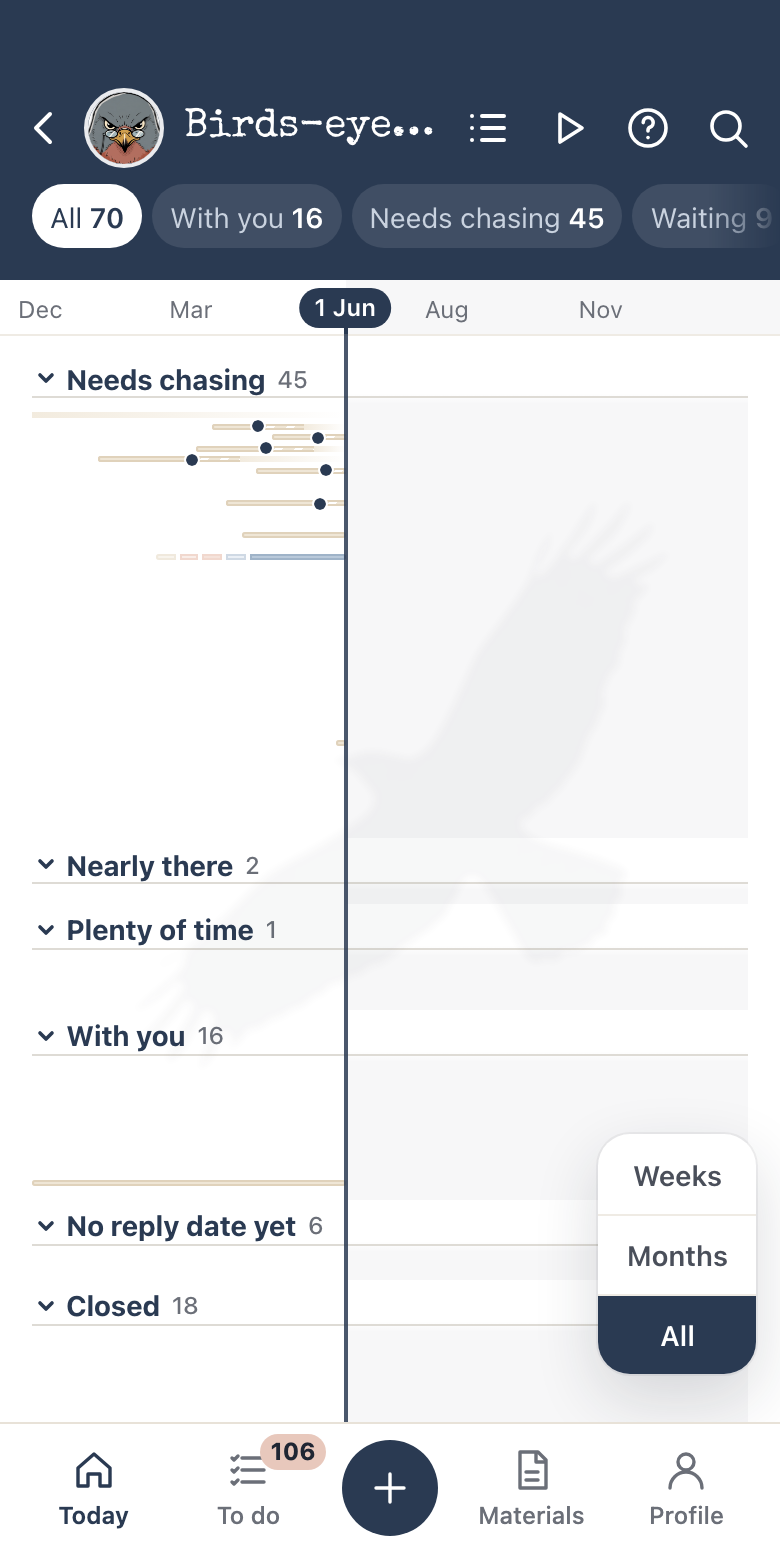 Birds-eye...
All 70
With you 16
Needs chasing 45
Waiting 9
Dec
Mar
1 Jun
Aug
Nov
Needs chasing 45
Nearly there 2
Plenty of time 1
With you 16
No reply date yet 6
Closed 18
Weeks
Months
All
106
Today
To do
Materials
Profile